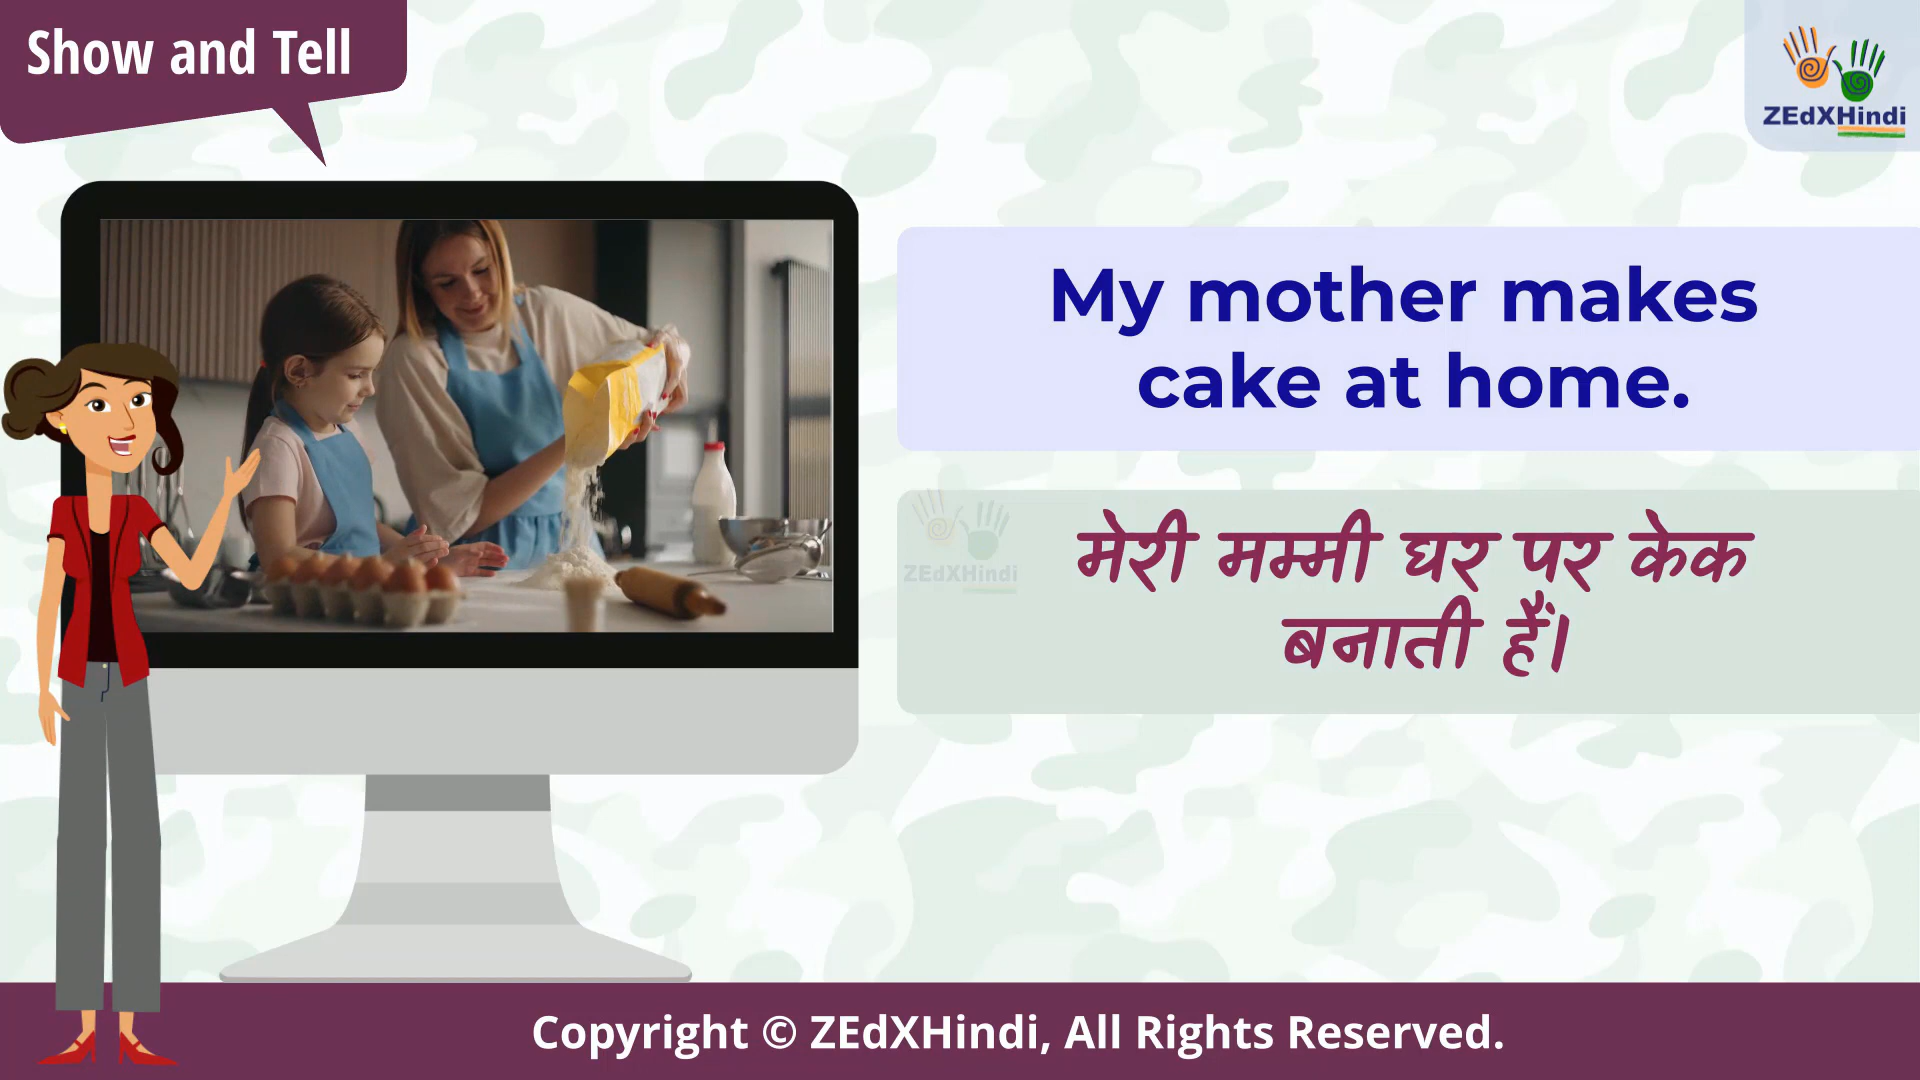 Show and Tell
ZEdXHindi
My mother makes
cake at home.
ZEdXHindi
मेरी मम्मी घर पर केक
बनाती हैं।
Copyright © ZEdXHindi, All Rights Reserved.